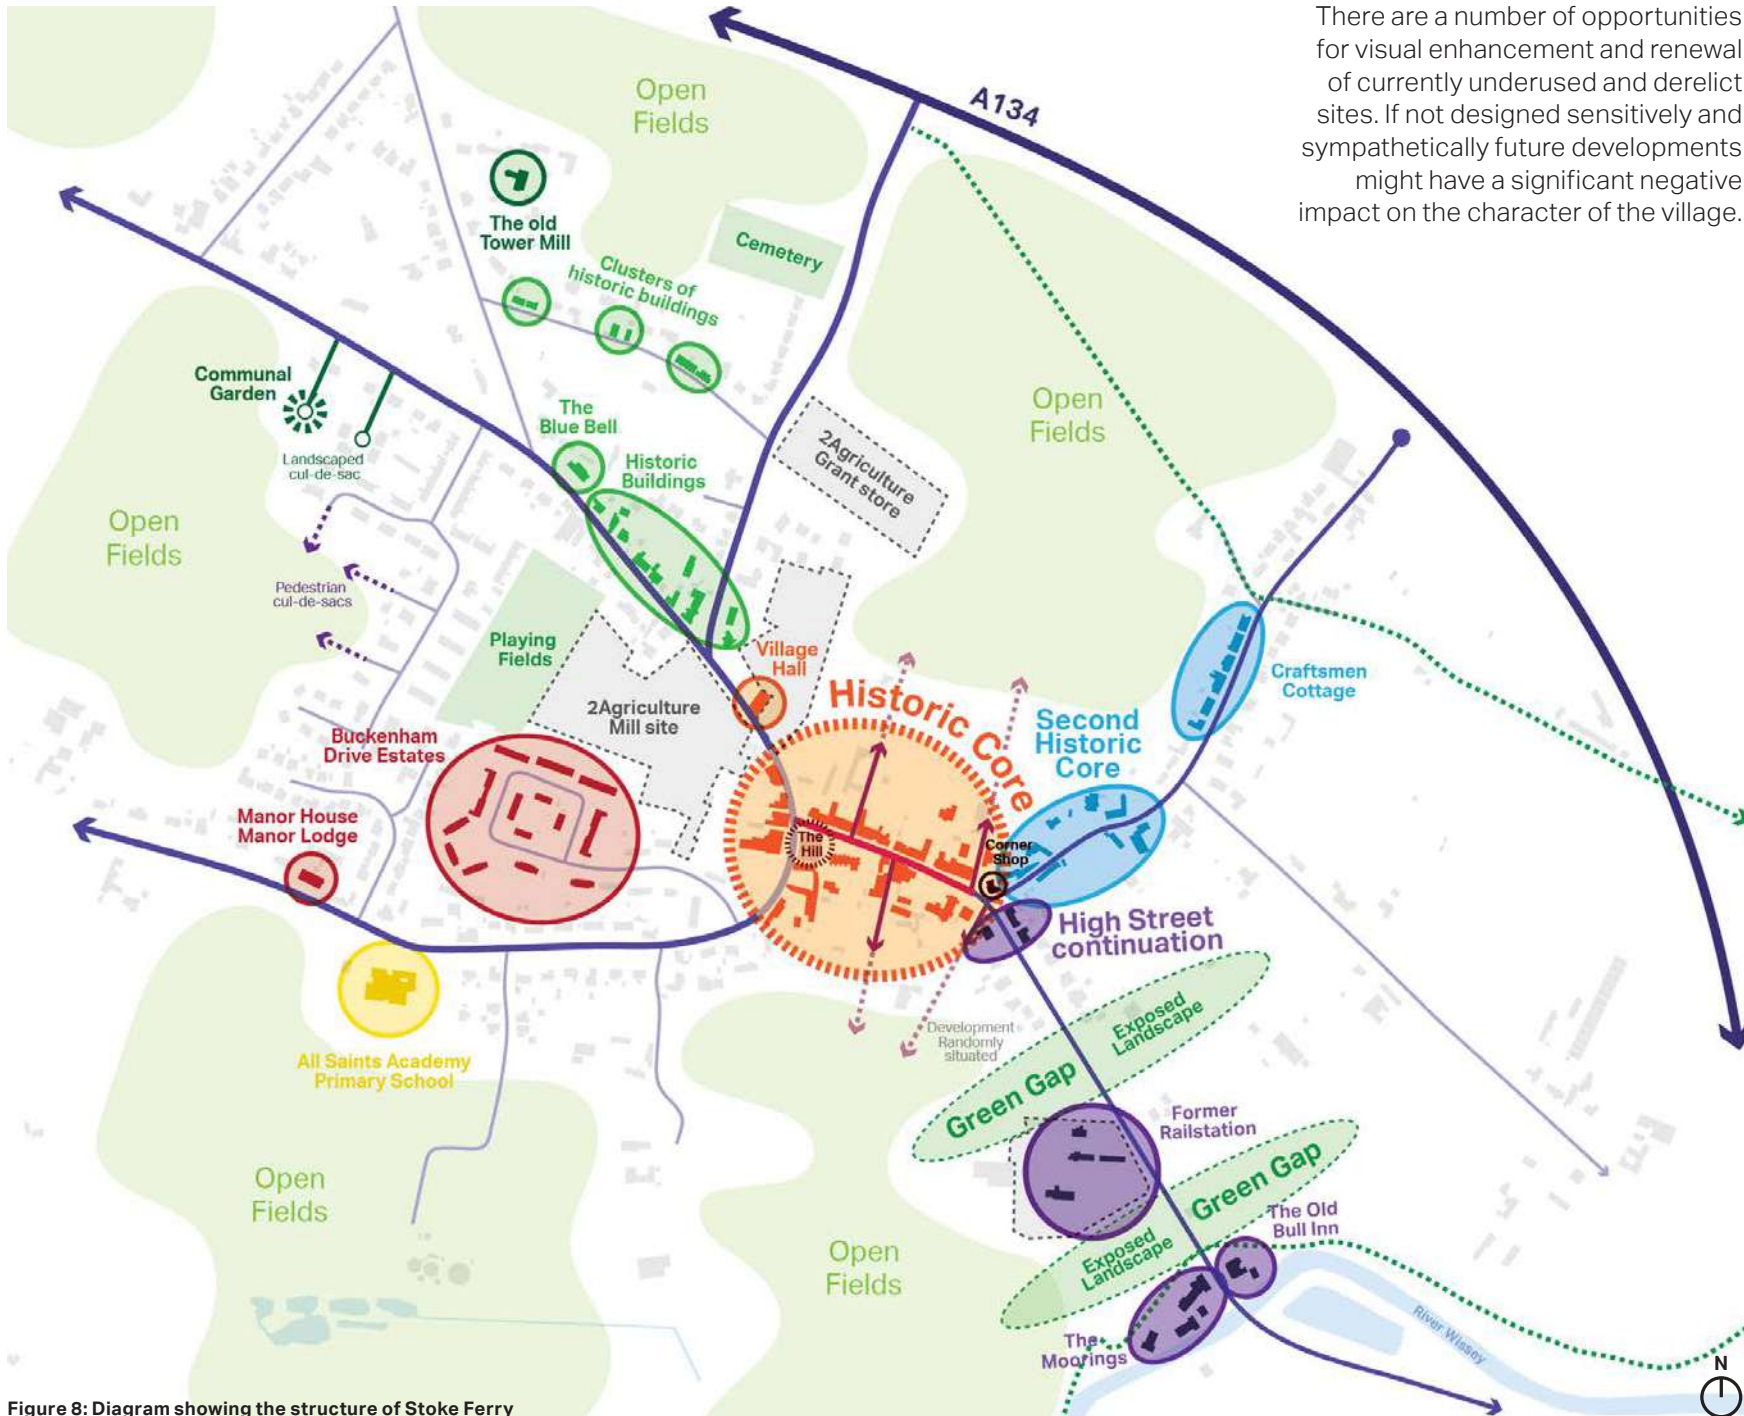 There are a number of opportunities
for visual enhancement and renewal
of currently underused and derelict
sites. If not designed sensitively and
sympathetically future developments
might have a significant negative
impact on the character of the village.
A134
Open
Fields
The old
Tower Mill
Cemetery
Clusters of
historic buildings
Communal
Garden
Landscaped
cul-de-sac
The
Blue Bell
Historic
Buildings
2Agriculture
Grant store
Open
Fields
Open
Fields
Pedestrian
cul-de-sacs
Playing
Fields
2Agriculture
Mill site
Village
Hall
Historic Core
Second
Historic
Core
Craftsmen
Cottage
Buckenham
Drive Estates
Manor House
Manor Lodge
The
Hill
Corner
Shop
High Street
continuation
All Saints Academy
Primary School
Development
Randomly
situated
Exposed
Landscape
Green Gap
Former
Railstation
Green Gap
Exposed
Landscape
The Old
Bull Inn
The
Moorings
River Wissey
Open
Fields
Open
Fields
N
Figure 8: Diagram showing the structure of Stoke Ferry